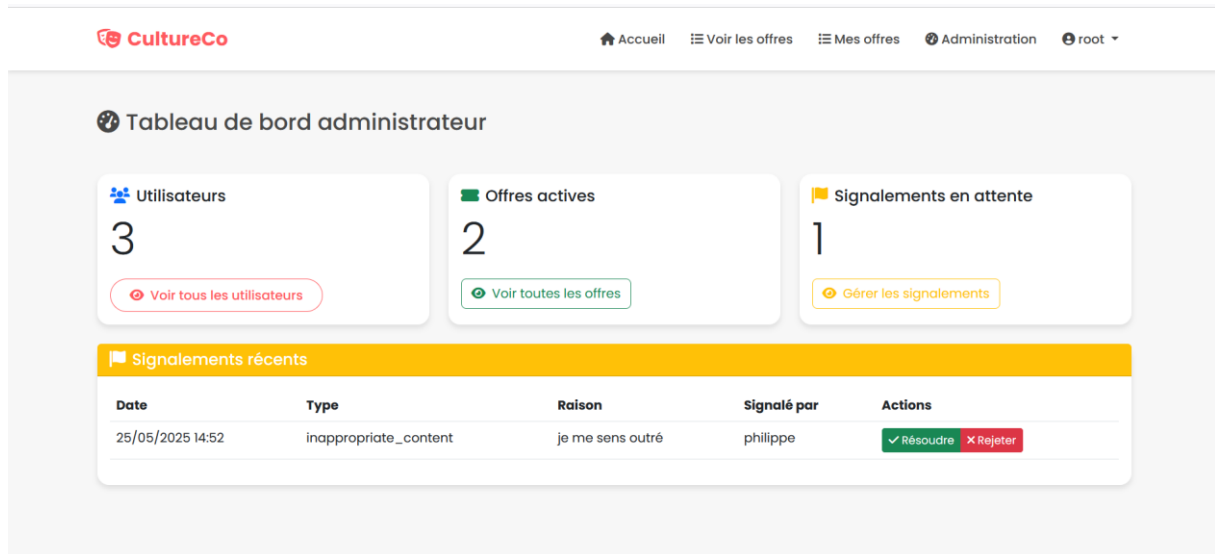 CultureCo Accueil Voir les offres Mes offres Administration root
Tableau de bord administrateur
Utilisateurs
3
Voir tous les utilisateurs
Offres actives
2
Voir toutes les offres
Signalements en attente
1
Gérer les signalements
Signalements récents
Date Type Raison Signalé par Actions
25/05/2025 14:52 inappropriate_content je me sens outré philippe Résoudre Rejeter